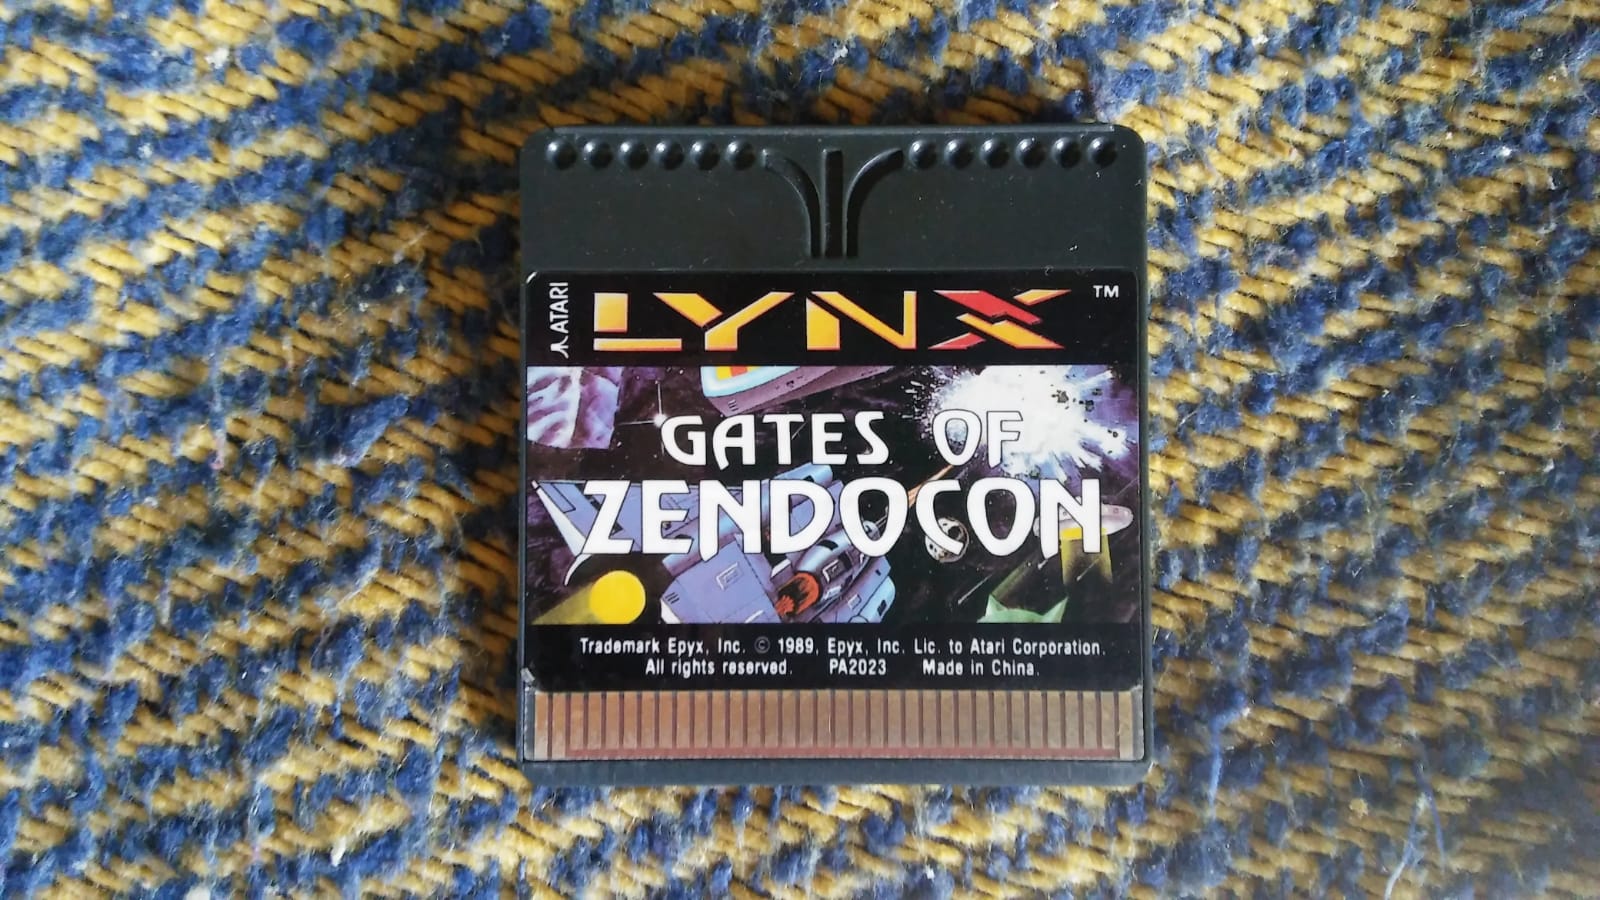 ATARI
LYNX TM
GATES OF
ZENDOCON
Trademark Epyx, Inc. © 1989, Epyx, Inc. Lic. to Atari Corporation.
All rights reserved. PA2023 Made in China.